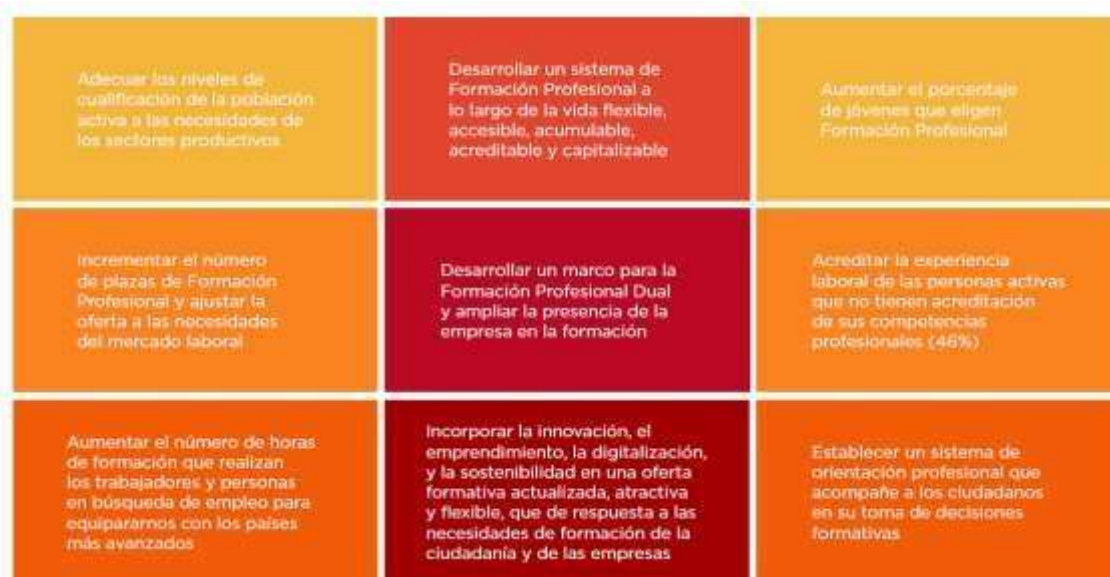 Adecuar los niveles de
cualificación de la población
activa a las necesidades de
los sectores productivos
Desarrollar un sistema de
Formación Profesional a
lo largo de la vida flexible,
accesible, acumulable,
acreditable y capitalizable
Aumentar el porcentaje
de jóvenes que eligen
Formación Profesional
Incrementar el número
de plazas de Formación
Profesional y ajustar la
oferta a las necesidades
del mercado laboral
Desarrollar un marco para la
Formación Profesional Dual
y ampliar la presencia de la
empresa en la formación
Acreditar la experiencia
laboral de las personas activas
que no tienen acreditación
de sus competencias
profesionales (46%)
Aumentar el número de horas
de formación que realizan
los trabajadores y personas
en búsqueda de empleo para
equipararnos con los países
más avanzados
Incorporar la innovación, el
emprendimiento, la digitalización,
y la sostenibilidad en una oferta
formativa actualizada, atractiva
y flexible, que de respuesta a las
necesidades de formación de la
ciudadanía y de las empresas
Establecer un sistema de
orientación profesional que
acompañe a los ciudadanos
en su toma de decisiones
formativas